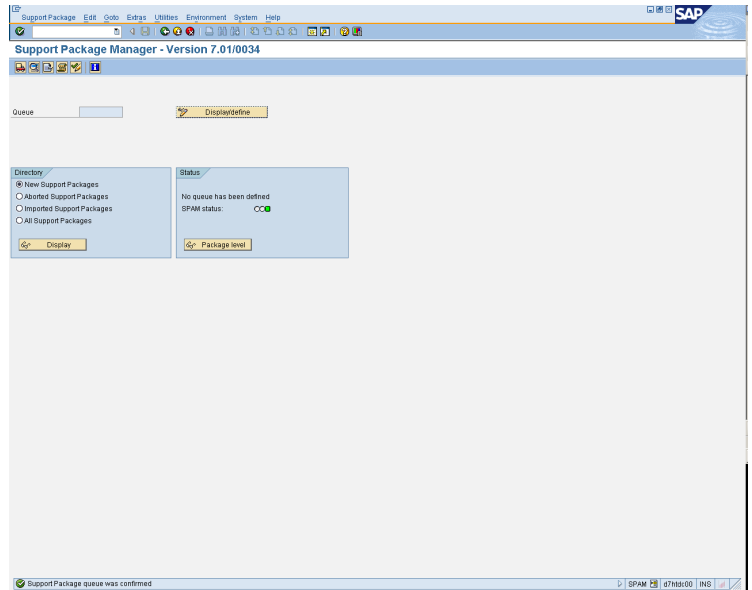 Support Package Edit Goto Extras Utilities Environment System Help
SAP
Support Package Manager - Version 7.01/0034
Queue
Display/define
Directory
New Support Packages
Aborted Support Packages
Imported Support Packages
All Support Packages
Display
Status
No queue has been defined
SPAM status:
Package level
Support Package queue was confirmed
SPAM d7htdc00 INS